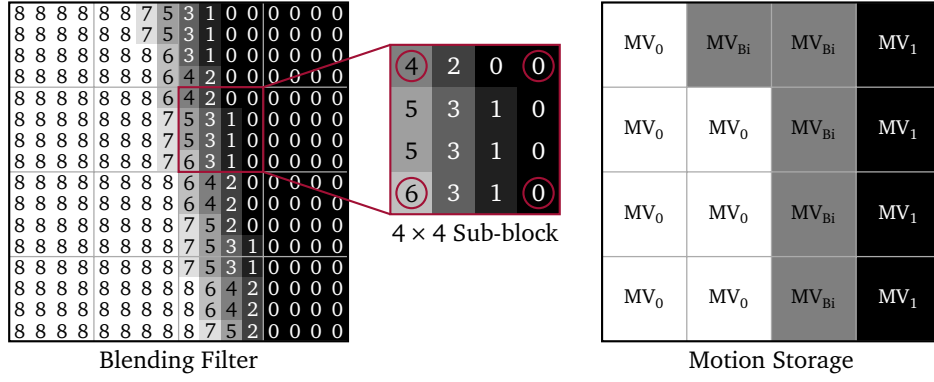 8 8 8 8 8 8 7 5 3 1 0 0 0 0 0 0
8 8 8 8 8 8 7 5 3 1 0 0 0 0 0 0
8 8 8 8 8 8 8 6 3 1 0 0 0 0 0 0
8 8 8 8 8 8 8 6 4 2 0 0 0 0 0 0
8 8 8 8 8 8 8 6 4 2 0 0 0 0 0 0
8 8 8 8 8 8 8 7 5 3 1 0 0 0 0 0
8 8 8 8 8 8 8 7 5 3 1 0 0 0 0 0
8 8 8 8 8 8 8 7 6 3 1 0 0 0 0 0
8 8 8 8 8 8 8 8 6 4 2 0 0 0 0 0
8 8 8 8 8 8 8 8 6 4 2 0 0 0 0 0
8 8 8 8 8 8 8 8 7 5 2 0 0 0 0 0
8 8 8 8 8 8 8 8 7 5 3 1 0 0 0 0
8 8 8 8 8 8 8 8 7 5 3 1 0 0 0 0
8 8 8 8 8 8 8 8 8 6 4 2 0 0 0 0
8 8 8 8 8 8 8 8 8 6 4 2 0 0 0 0
8 8 8 8 8 8 8 8 8 7 5 2 0 0 0 0
Blending Filter
4 2 0 0
5 3 1 0
5 3 1 0
6 3 1 0
4 × 4 Sub-block
MV0 MVBi MVBi MV1
MV0 MV0 MVBi MV1
MV0 MV0 MVBi MV1
MV0 MV0 MVBi MV1
Motion Storage